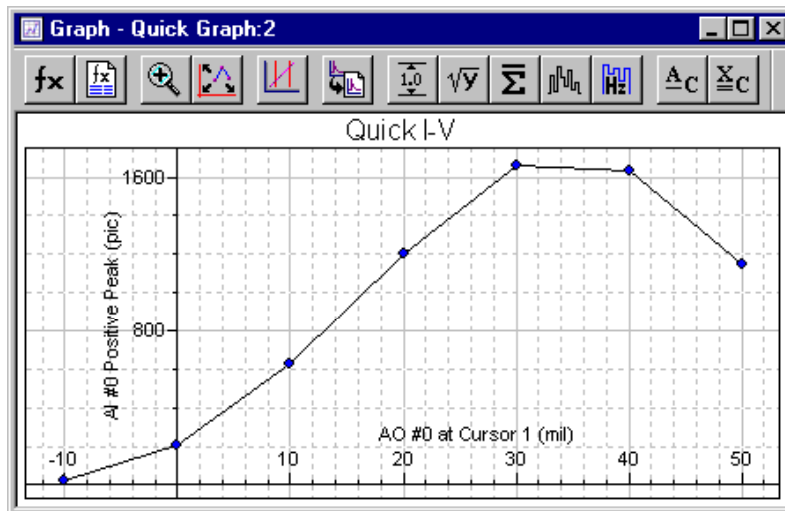 Graph - Quick Graph:2
fx fx 1.0 √y Σ Hz AC XC
Quick I-V
1600
800
AI #0 Positive Peak (pic)
AO #0 at Cursor 1 (mil)
-10 10 20 30 40 50